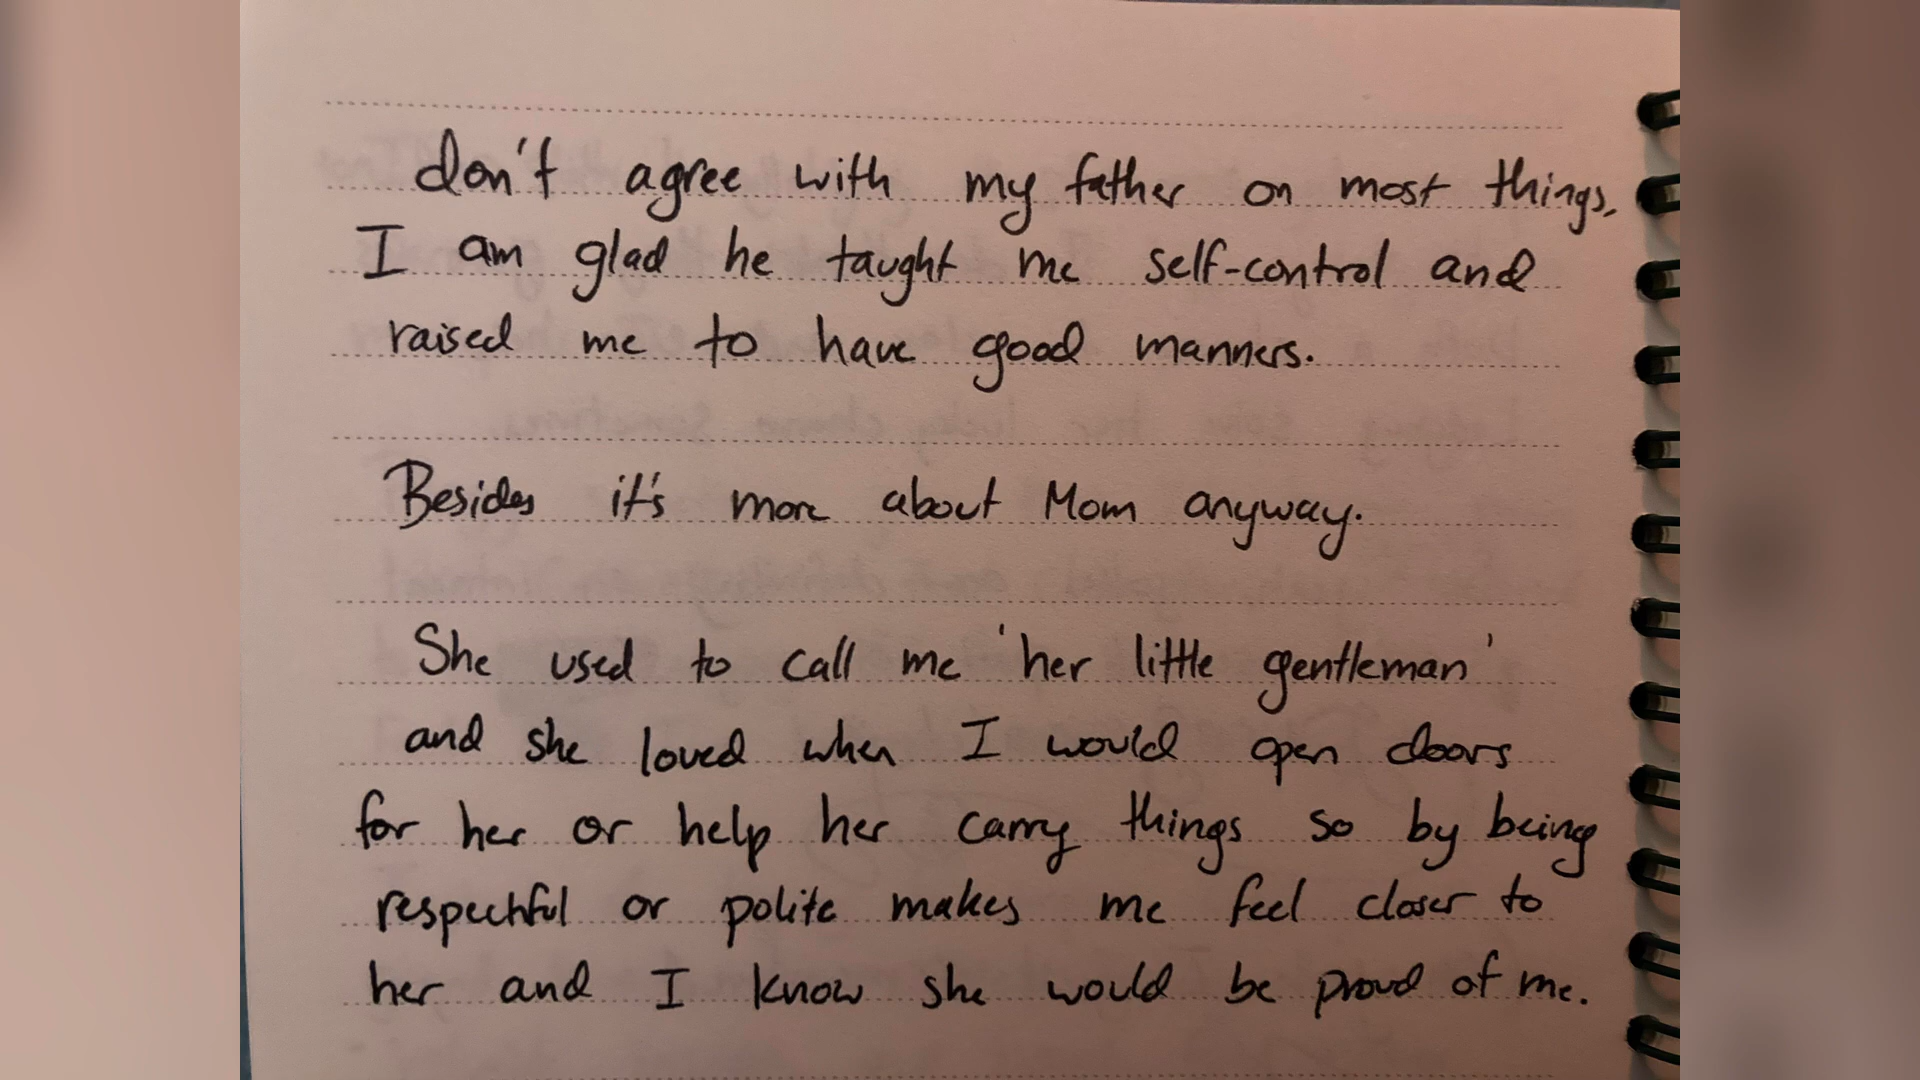 don't agree with my father on most things,
I am glad he taught me self-control and
raised me to have good manners.
Besides it's more about Mom anyway.
She used to call me 'her little gentleman'
and she loved when I would open doors
for her or help her carry things so by being
respectful or polite makes me feel closer to
her and I know she would be proud of me.